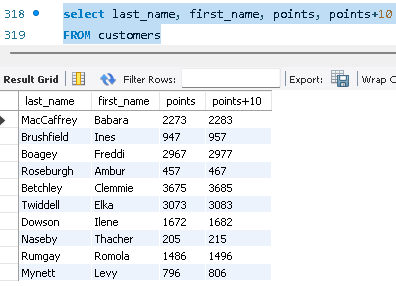 318 select last_name, first_name, points, points+10
319 FROM customers
Result Grid Filter Rows: Export: Wrap C
last_name first_name points points+10
MacCaffrey Babara 2273 2283
Brushfield Ines 947 957
Boagey Freddi 2967 2977
Roseburgh Ambur 457 467
Betchley Clemmie 3675 3685
Twiddell Elka 3073 3083
Dowson Ilene 1672 1682
Naseby Thacher 205 215
Rumgay Romola 1486 1496
Mynett Levy 796 806